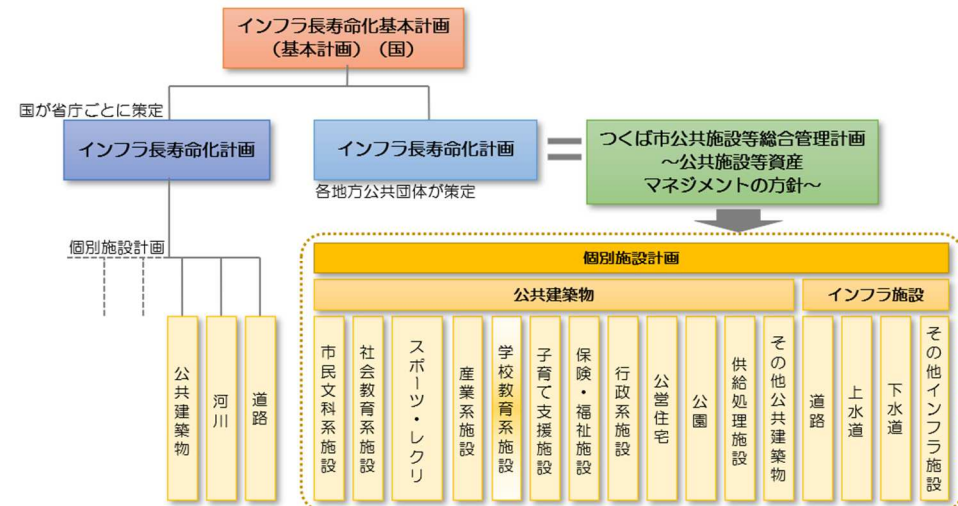 インフラ長寿命化基本計画
(基本計画)(国)
国が省庁ごとに策定
インフラ長寿命化計画
インフラ長寿命化計画
各地方公共団体が策定
つくば市公共施設等総合管理計画
～公共施設等資産
マネジメントの方針～
個別施設計画
公共建築物
河川
道路
個別施設計画
公共建築物
インフラ施設
市民文科系施設
社会教育系施設
スポーツ・レクリ
産業系施設
学校教育系施設
子育て支援施設
保険・福祉施設
行政系施設
公営住宅
公園
供給処理施設
その他公共建築物
道路
上水道
下水道
その他インフラ施設